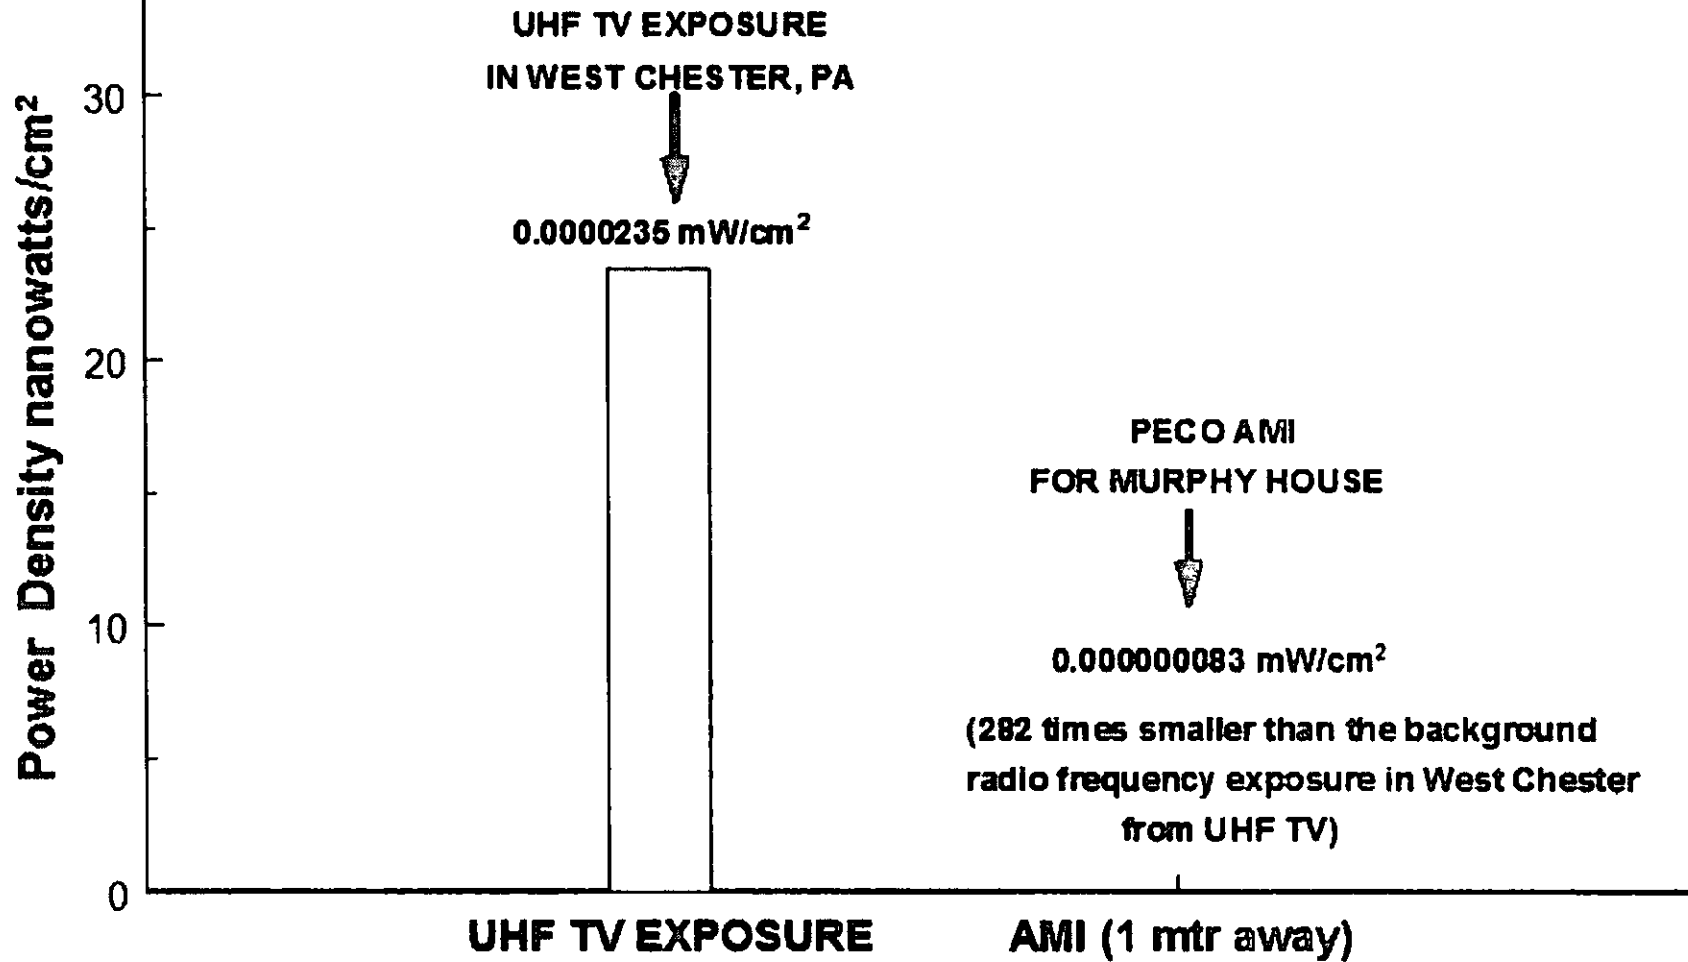 UHF TV EXPOSURE
IN WEST CHESTER, PA
0.0000235 mW/cm²
Power Density nanowatts/cm²
30
20
10
0
PECO AMI
FOR MURPHY HOUSE
0.000000083 mW/cm²
(282 times smaller than the background
radio frequency exposure in West Chester
from UHF TV)
UHF TV EXPOSURE
AMI (1 mtr away)